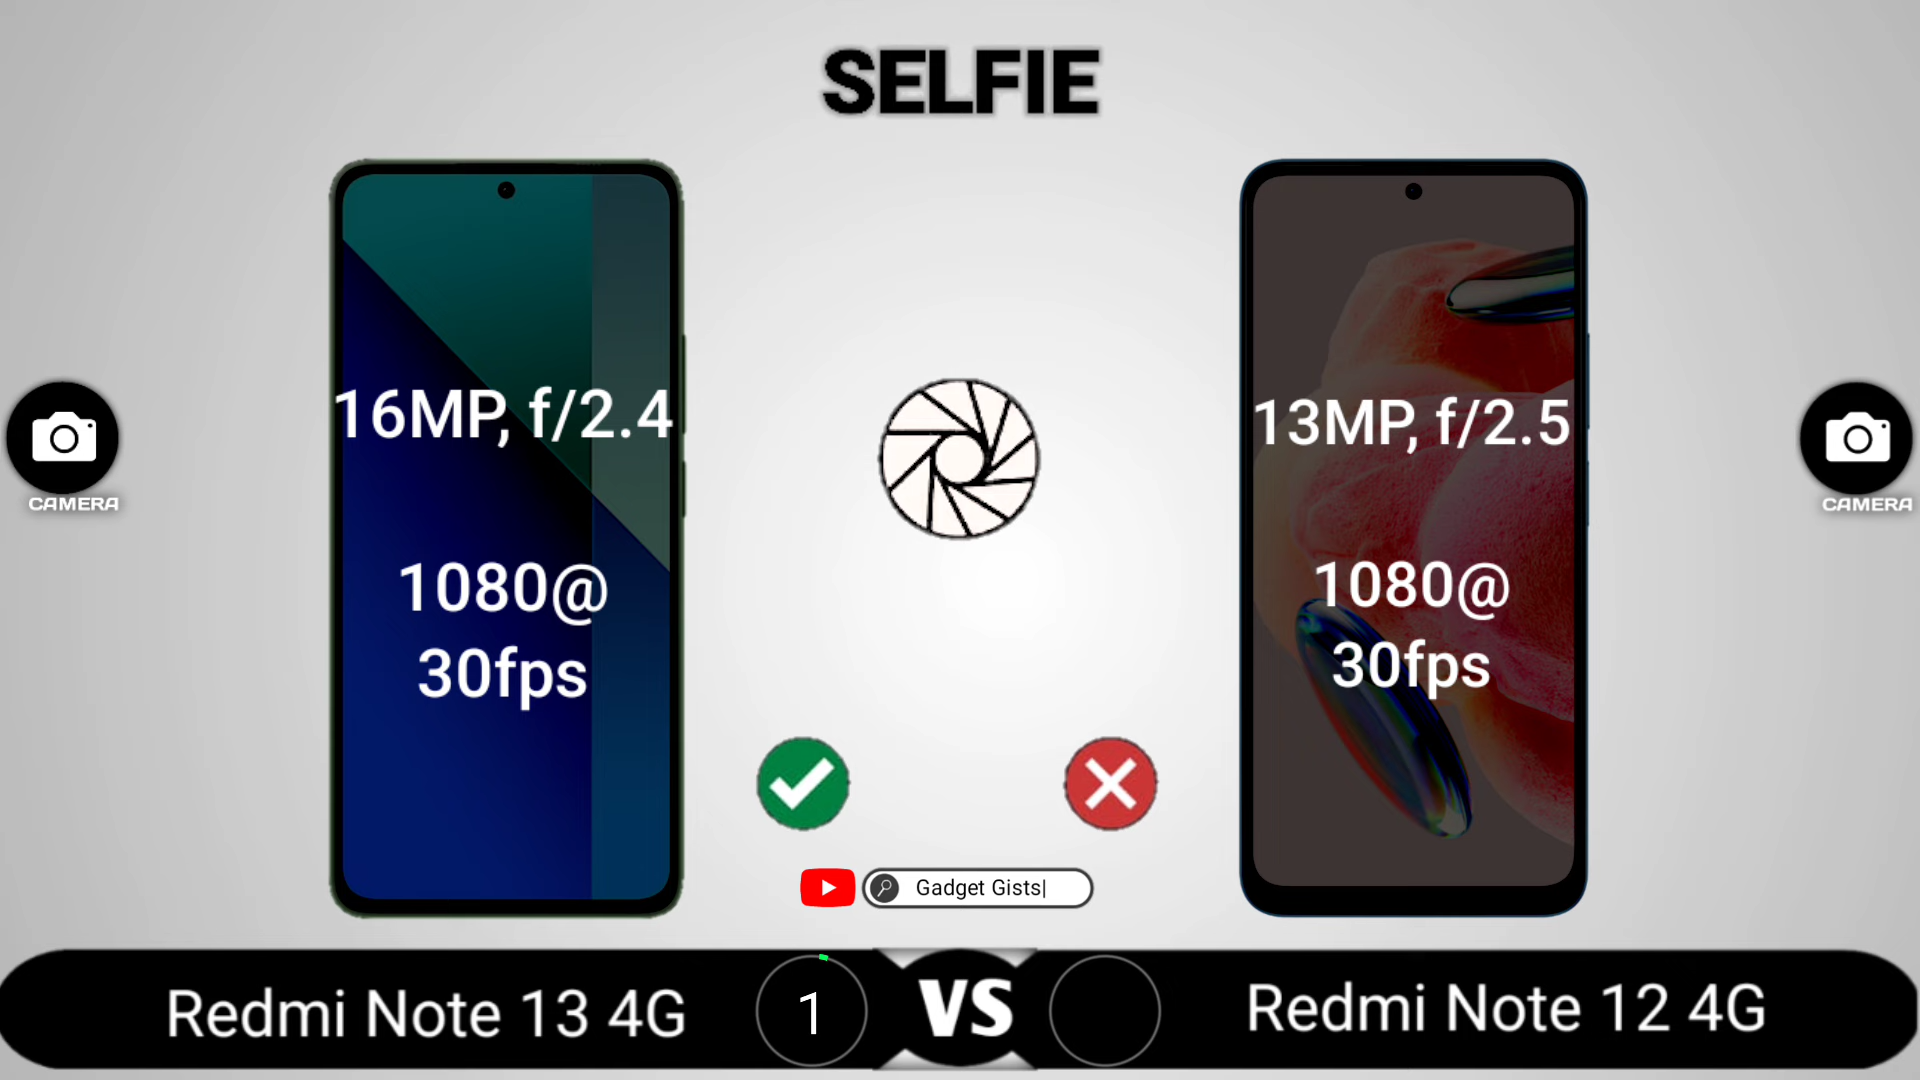 SELFIE
16MP, f/2.4
13MP, f/2.5
CAMERA
CAMERA
1080@
30fps
1080@
30fps
Gadget Gists|
Redmi Note 13 4G
1
VS
Redmi Note 12 4G